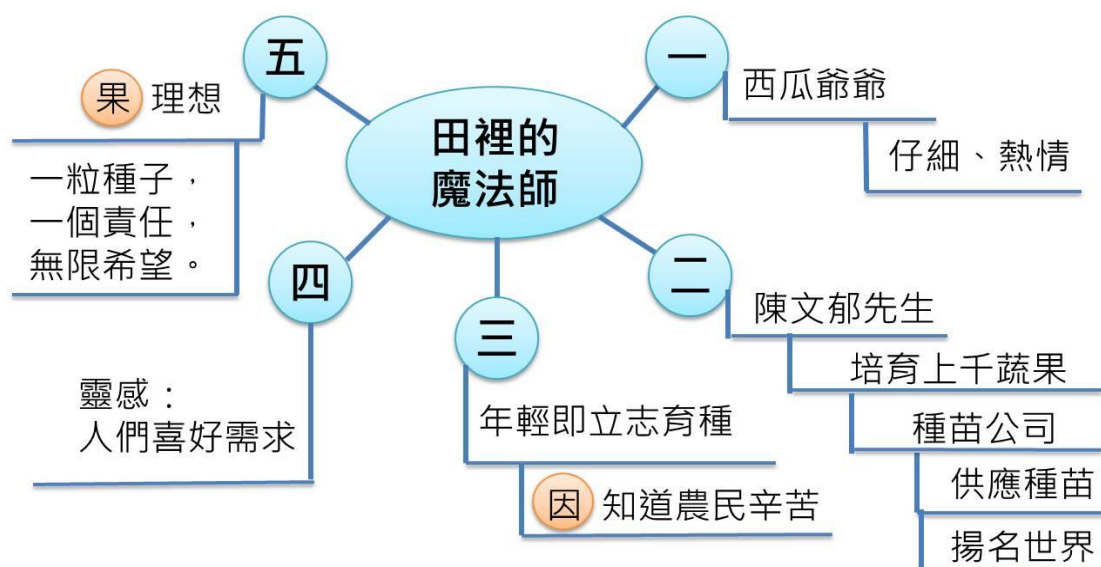 田裡的
魔法師
一
西瓜爺爺
仔細、熱情
二
陳文郁先生
培育上千蔬果
種苗公司
供應種苗
揚名世界
三
年輕即立志育種
因 知道農民辛苦
四
靈感：
人們喜好需求
五
果 理想
一粒種子，
一個責任，
無限希望。